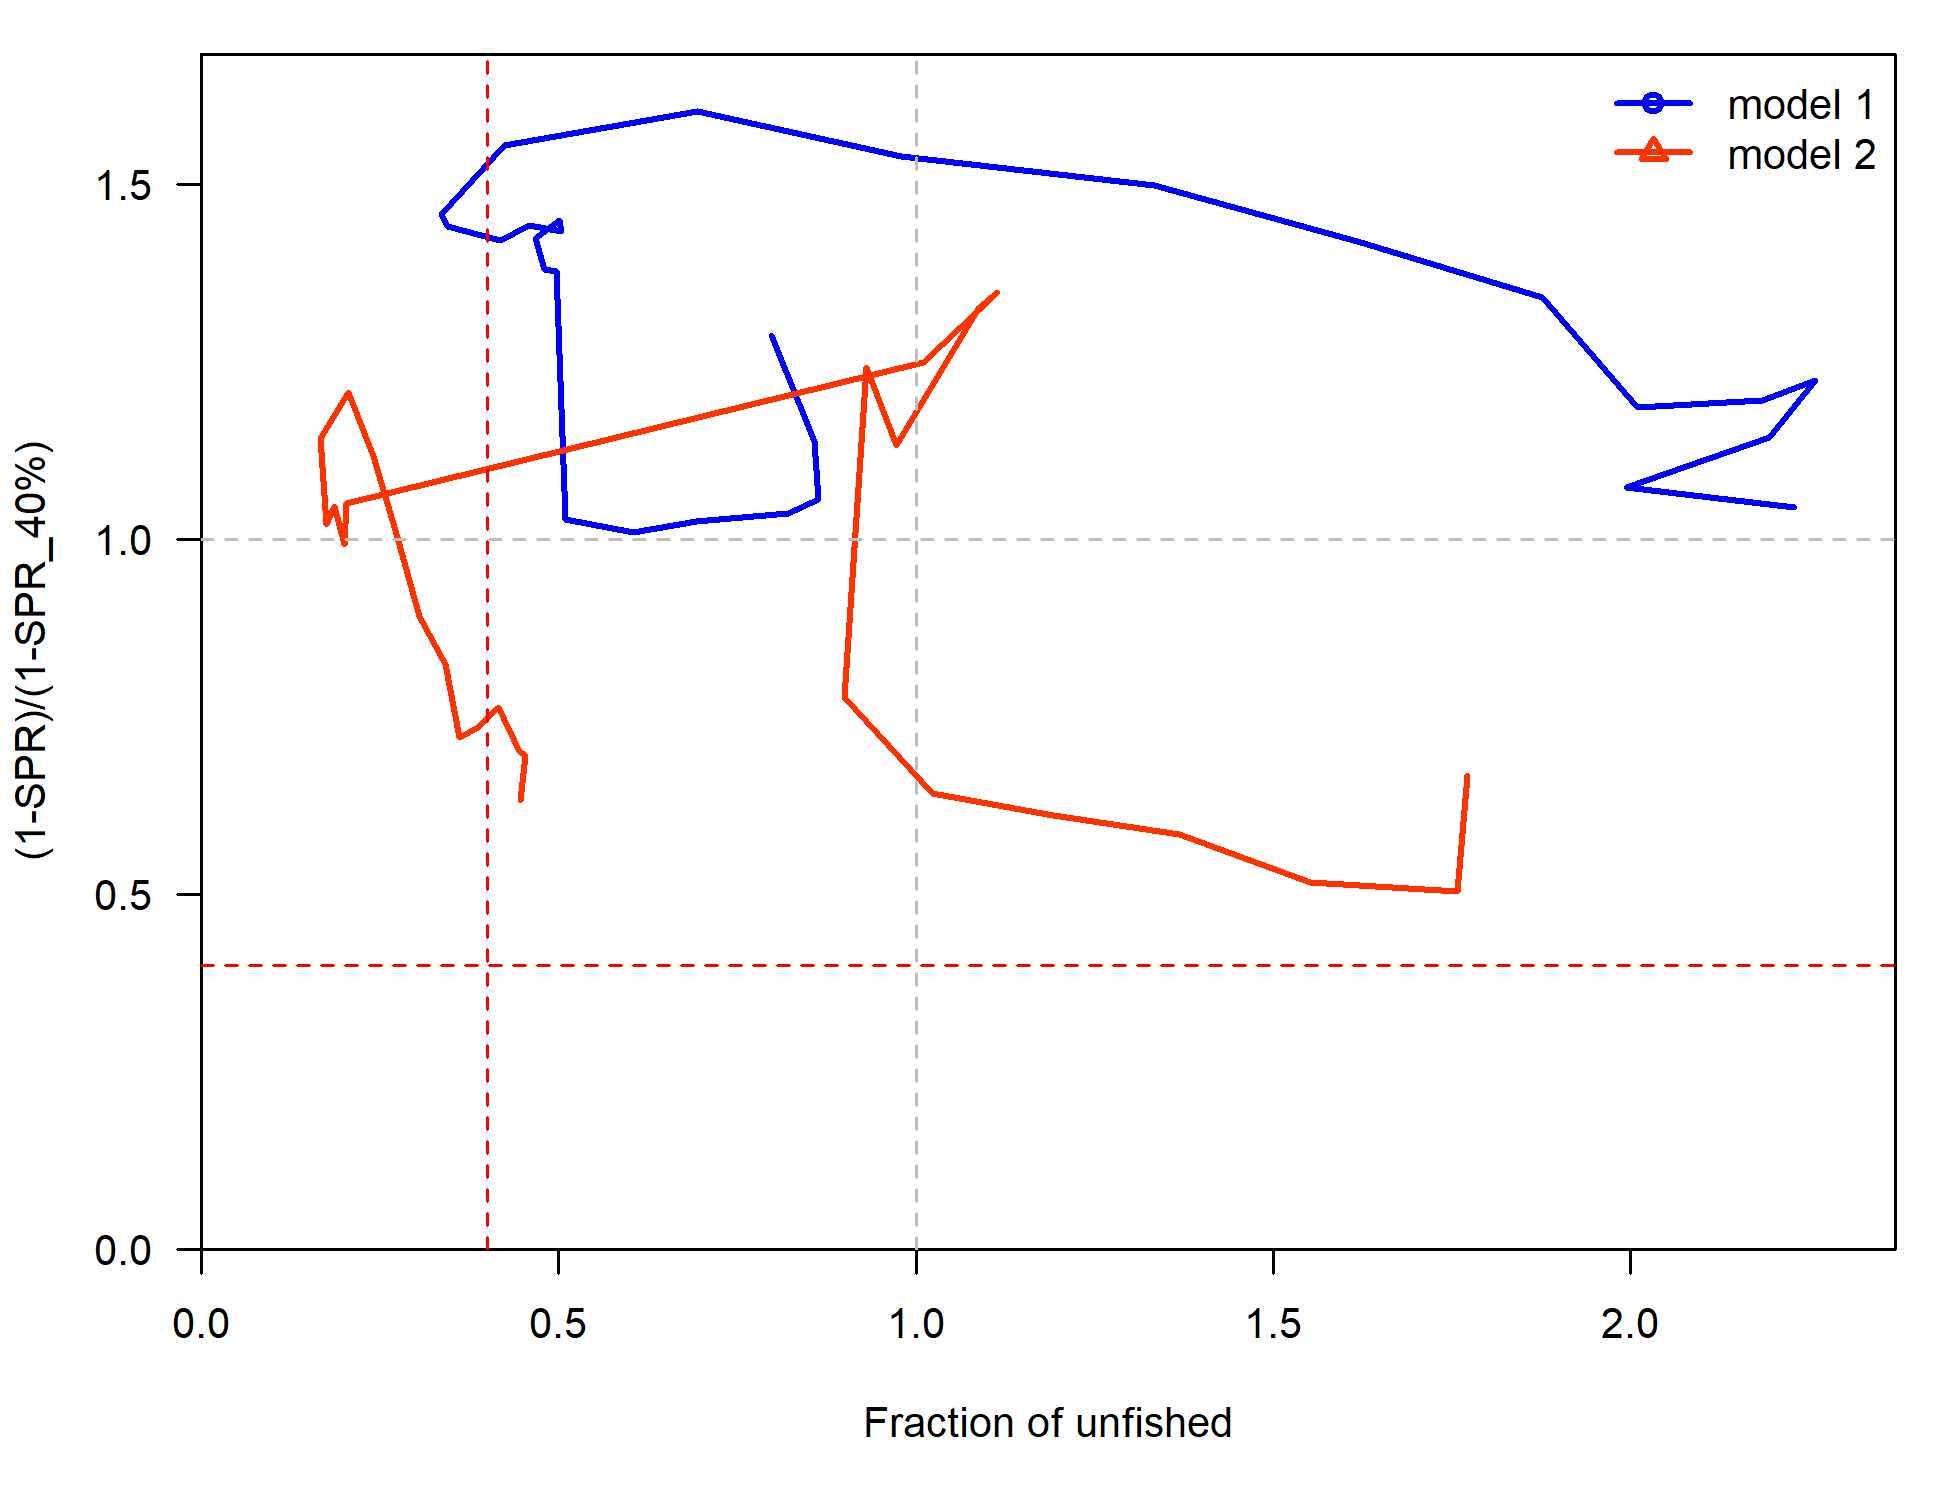 model 1
model 2
(1-SPR)/(1-SPR_40%)
1.5
1.0
0.5
0.0
0.0 0.5 1.0 1.5 2.0
Fraction of unfished